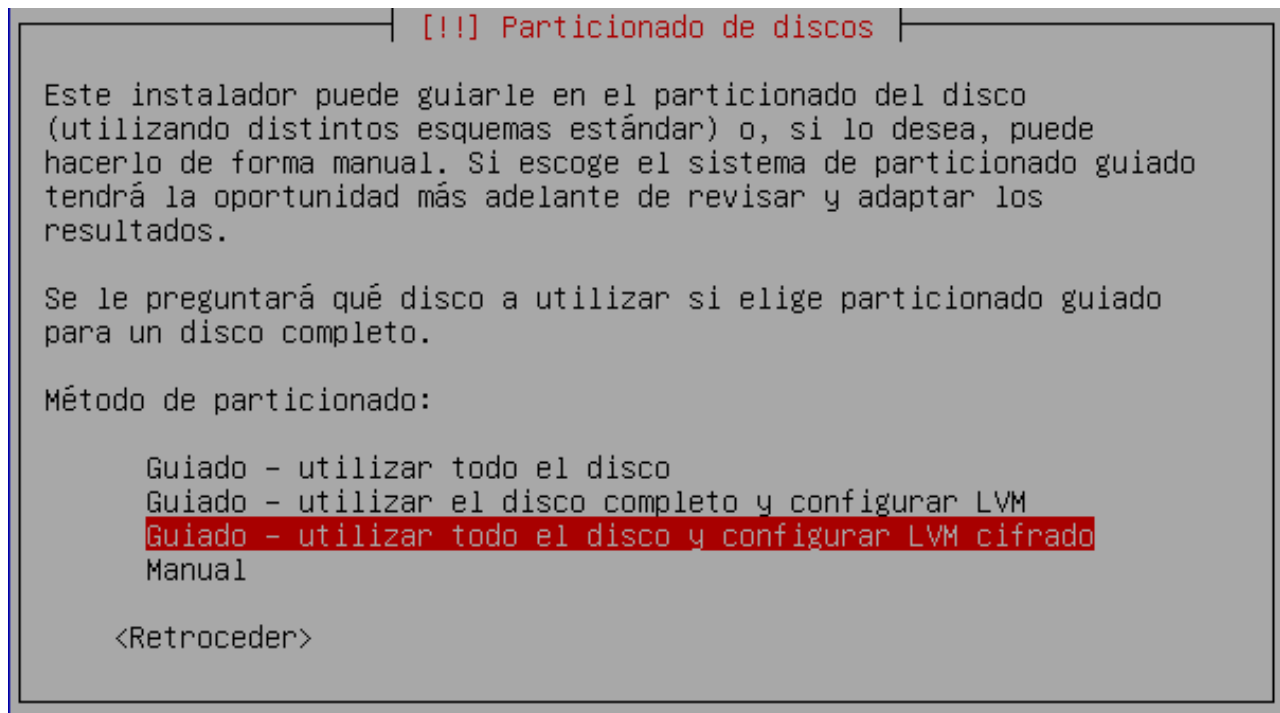 [!!] Particionado de discos
Este instalador puede guiarle en el particionado del disco
(utilizando distintos esquemas estándar) o, si lo desea, puede
hacerlo de forma manual. Si escoge el sistema de particionado guiado
tendrá la oportunidad más adelante de revisar y adaptar los
resultados.
Se le preguntará qué disco a utilizar si elige particionado guiado
para un disco completo.
Método de particionado:
Guiado - utilizar todo el disco
Guiado - utilizar el disco completo y configurar LVM
Guiado - utilizar todo el disco y configurar LVM cifrado
Manual
<Retroceder>